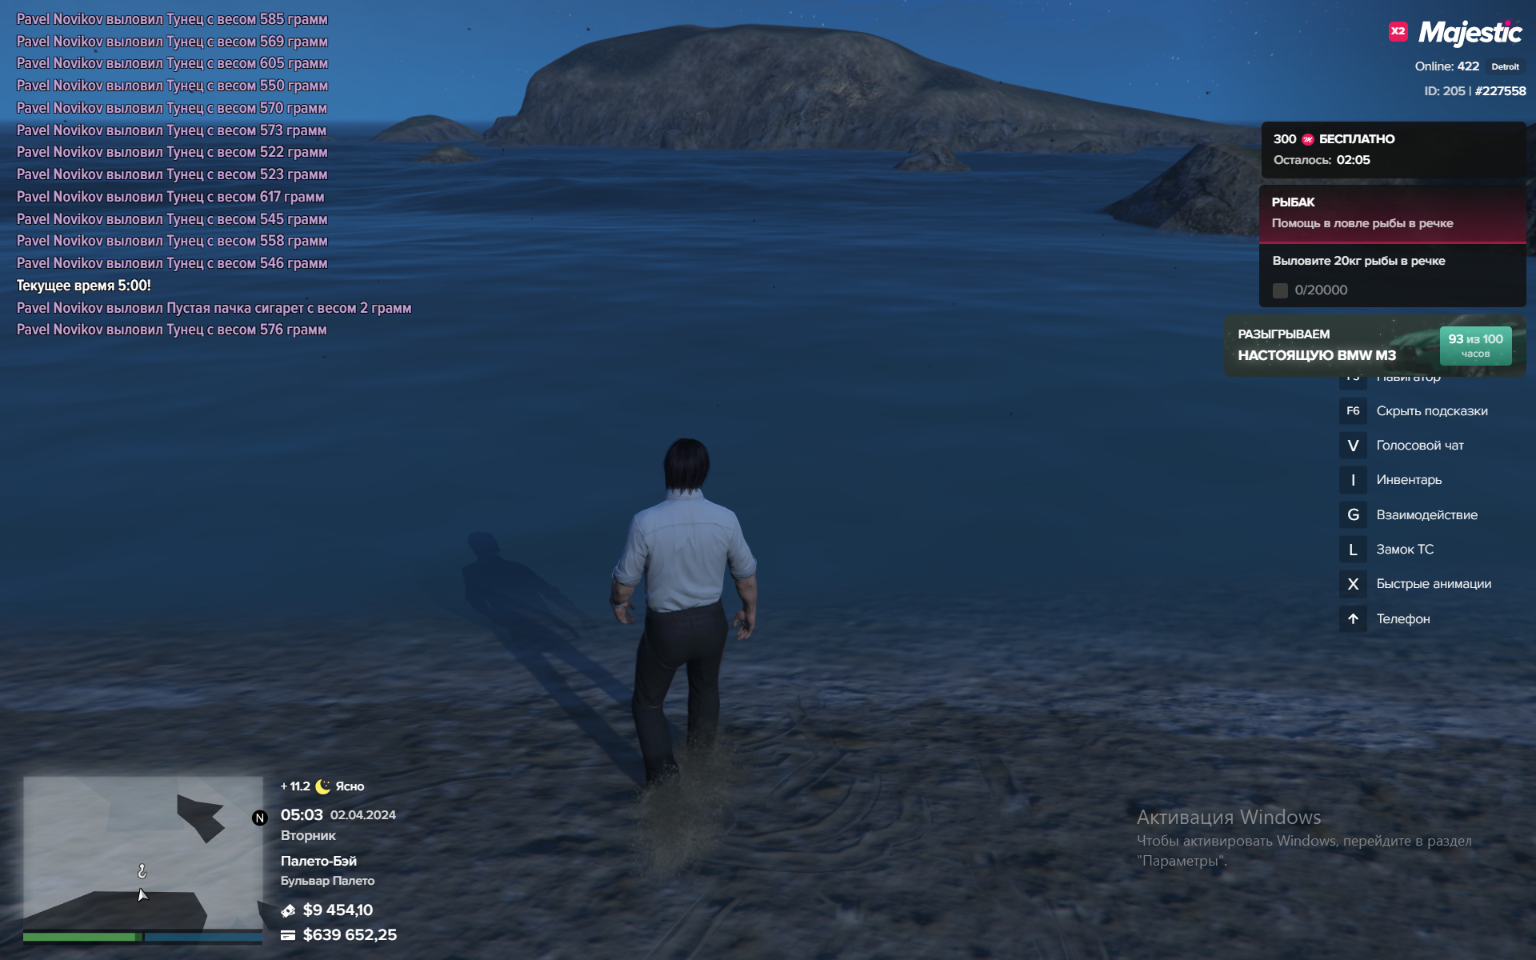 Pavel Novikov выловил Тунец с весом 585 грамм
Pavel Novikov выловил Тунец с весом 569 грамм
Pavel Novikov выловил Тунец с весом 605 грамм
Pavel Novikov выловил Тунец с весом 550 грамм
Pavel Novikov выловил Тунец с весом 570 грамм
Pavel Novikov выловил Тунец с весом 573 грамм
Pavel Novikov выловил Тунец с весом 522 грамм
Pavel Novikov выловил Тунец с весом 523 грамм
Pavel Novikov выловил Тунец с весом 617 грамм
Pavel Novikov выловил Тунец с весом 545 грамм
Pavel Novikov выловил Тунец с весом 558 грамм
Pavel Novikov выловил Тунец с весом 546 грамм
Текущее время 5:00!
Pavel Novikov выловил Пустая пачка сигарет с весом 2 грамм
Pavel Novikov выловил Тунец с весом 576 грамм
X2 Majestic
Online: 422 Detroit
ID: 205 | #227558
300 БЕСПЛАТНО
Осталось: 02:05
РЫБАК
Помощь в ловле рыбы в речке
Выловите 20кг рыбы в речке
0/20000
РАЗЫГРЫВАЕМ
НАСТОЯЩУЮ BMW M3
93 из 100
часов
Навигатор
F6 Скрыть подсказки
V Голосовой чат
I Инвентарь
G Взаимодействие
L Замок ТС
X Быстрые анимации
Телефон
N
+ 11.2 Ясно
05:03 02.04.2024
Вторник
Палето-Бэй
Бульвар Палето
$9 454,10
$639 652,25
Активация Windows
Чтобы активировать Windows, перейдите в раздел
"Параметры".